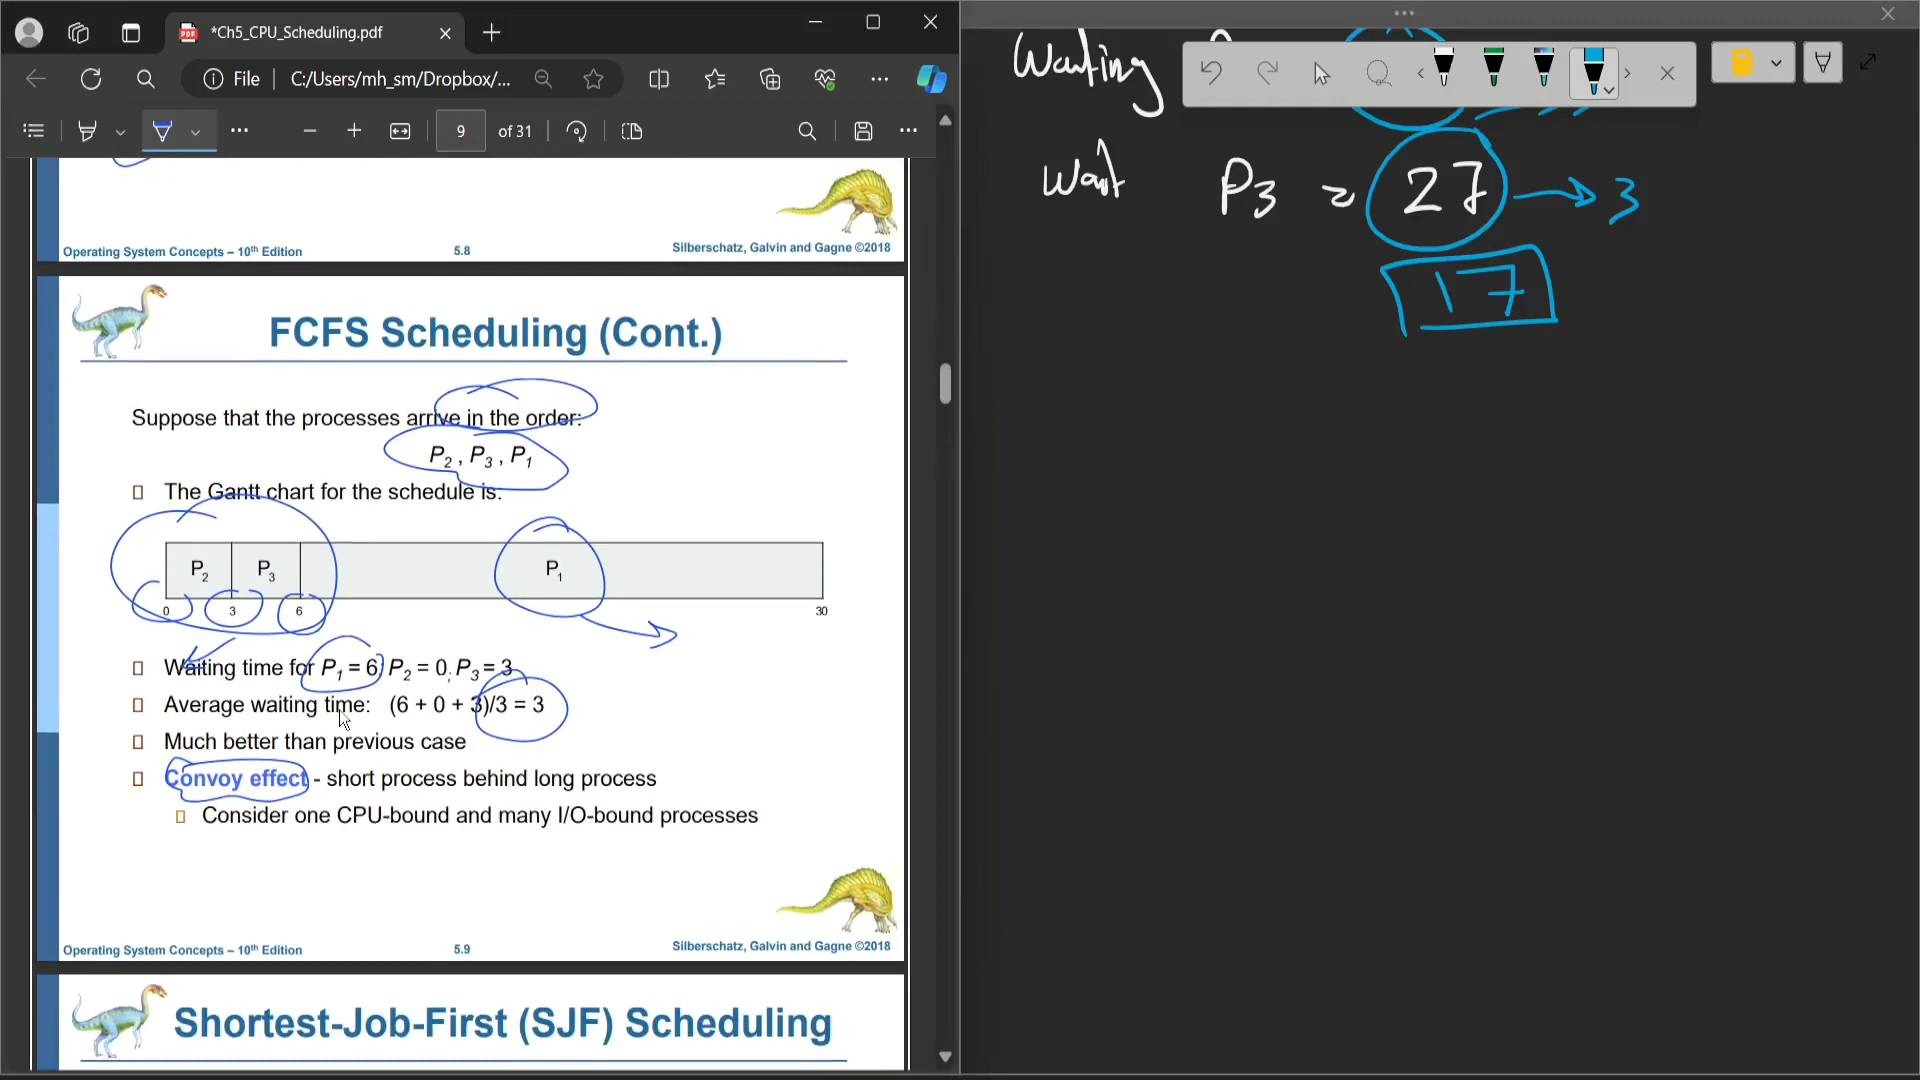 *Ch5_CPU_Scheduling.pdf
File
C:/Users/mh_sm/Dropbox/...
9 of 31
Operating System Concepts – 10th Edition 5.8 Silberschatz, Galvin and Gagne ©2018
FCFS Scheduling (Cont.)
Suppose that the processes arrive in the order:
P2 , P3 , P1
The Gantt chart for the schedule is:
P2 P3 P1
0 3 6 30
Waiting time for P1 = 6; P2 = 0; P3 = 3
Average waiting time: (6 + 0 + 3)/3 = 3
Much better than previous case
Convoy effect - short process behind long process
Consider one CPU-bound and many I/O-bound processes
Operating System Concepts – 10th Edition 5.9 Silberschatz, Galvin and Gagne ©2018
Shortest-Job-First (SJF) Scheduling
Waiting
Wait P3 = 27 → 3
17